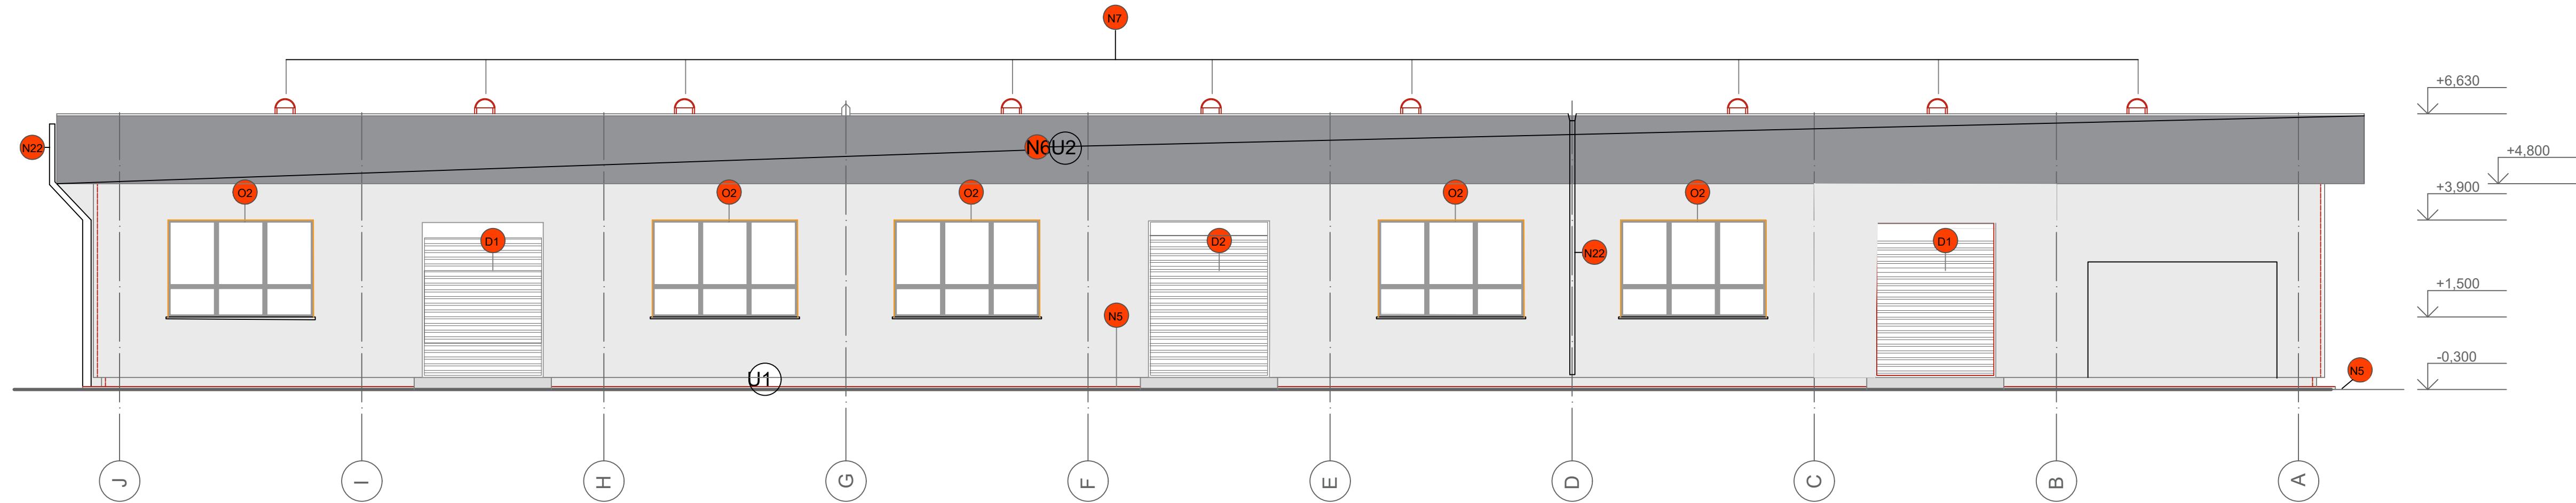 N7
+6,630
N22
N6
U2
+4,800
O2
O2
O2
O2
O2
+3,900
D1
D2
D1
N22
+1,500
N5
-0,300
N5
U1
J
I
H
G
F
E
D
C
B
A